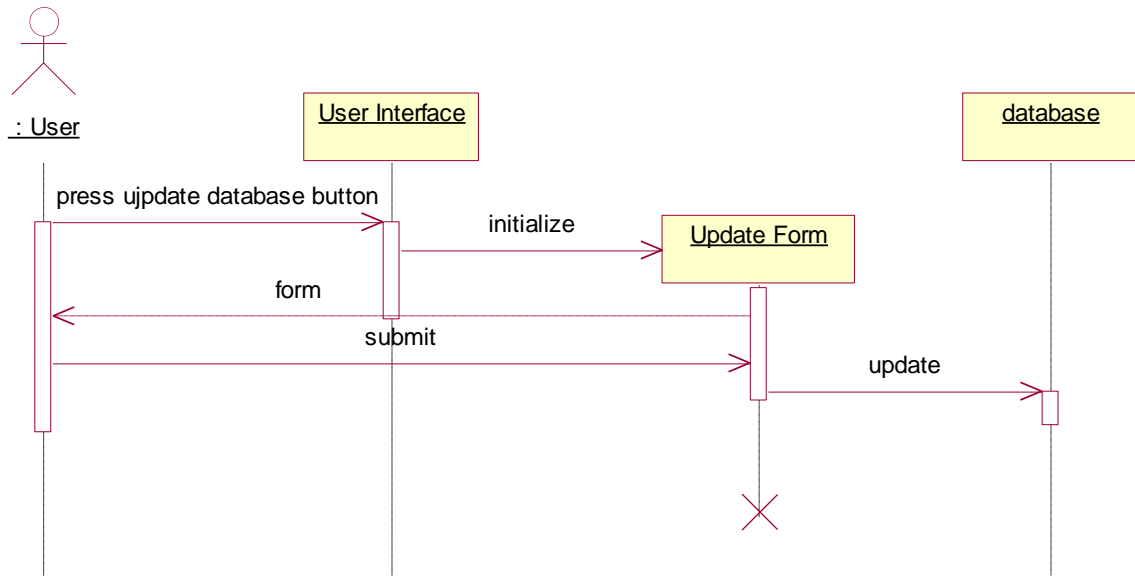 : User
User Interface
database
press ujpdate database button
initialize
Update Form
form
submit
update